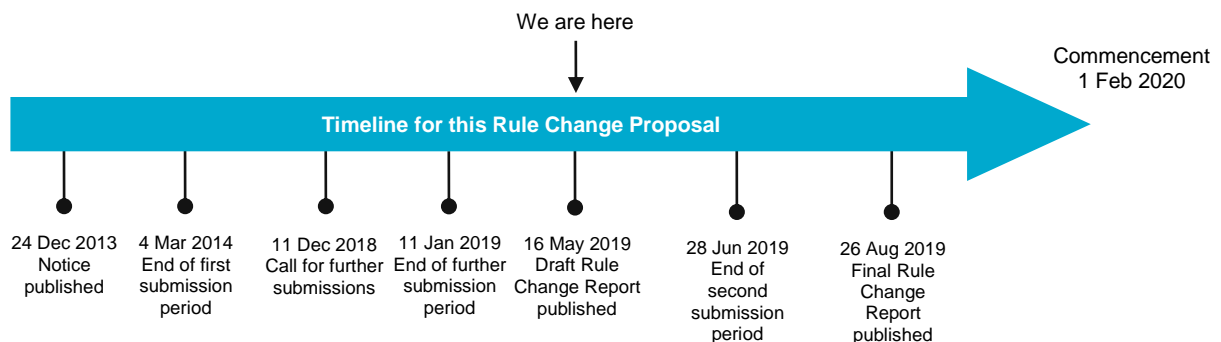 We are here
Commencement
1 Feb 2020
Timeline for this Rule Change Proposal
24 Dec 2013
Notice
published
4 Mar 2014
End of first
submission
period
11 Dec 2018
Call for further
submissions
11 Jan 2019
End of further
submission
period
16 May 2019
Draft Rule
Change Report
published
28 Jun 2019
End of
second
submission
period
26 Aug 2019
Final Rule
Change
Report
published